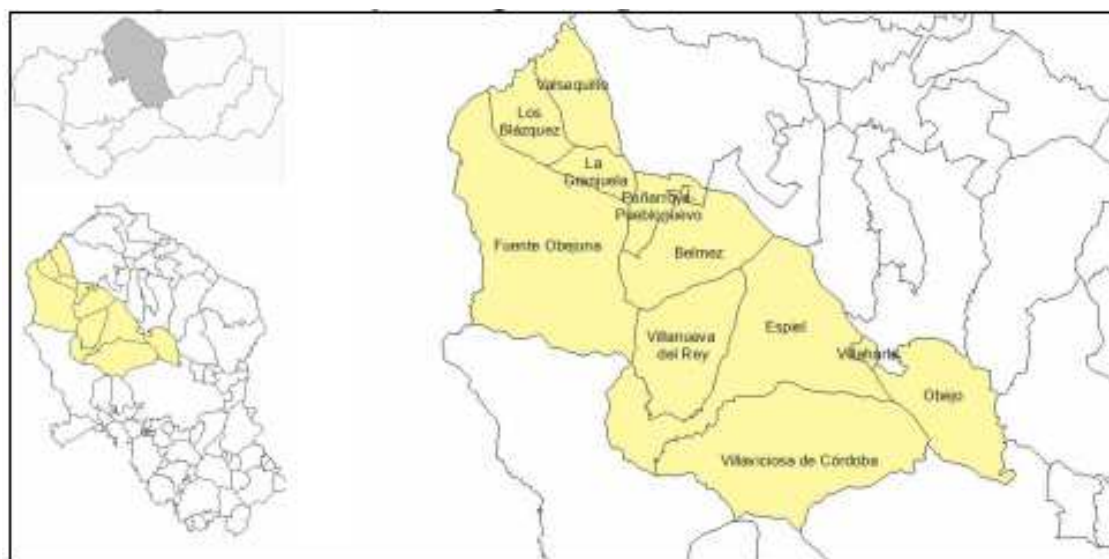 Valsequillo
Los
Blázquez
La
Granjuela
Peñarroya-
Pueblonuevo
Fuente Obejuna
Belmez
Villanueva
del Rey
Espiel
Villaharta
Obejo
Villaviciosa de Córdoba